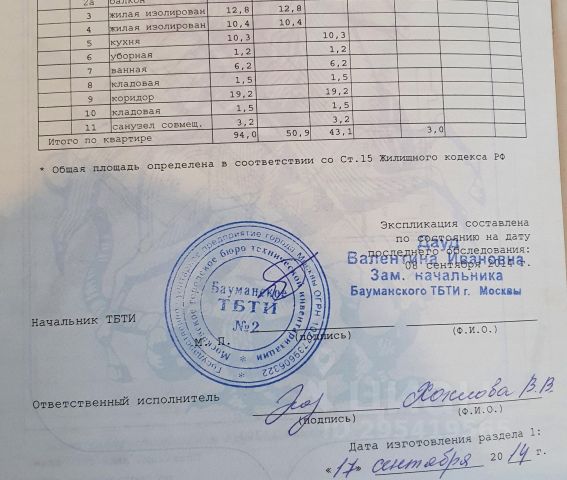 2а балкон
3 жилая изолирован 12,8 12,8
4 жилая изолирован 10,4 10,4
5 кухня 10,3 10,3
6 уборная 1,2 1,2
7 ванная 6,2 6,2
8 кладовая 1,5 1,5
9 коридор 19,2 19,2
10 кладовая 1,5 1,5
11 санузел совмещ. 3,2 3,2
Итого по квартире 94,0 50,9 43,1 3,0
* Общая площадь определена в соответствии со Ст.15 Жилищного кодекса РФ
Экспликация составлена
по состоянию на дату
последнего обследования:
08 сентября 2014 г.
Дауд
Валентина Ивановна
Зам. начальника
Бауманского ТБТИ г. Москвы
Бауманское
ТБТИ
№2
Начальник ТБТИ
М. П. (подпись) (Ф.И.О.)
Ответственный исполнитель Хохлова В.В.
(подпись) (Ф.И.О.)
Дата изготовления раздела 1:
«17» сентября 2014 г.